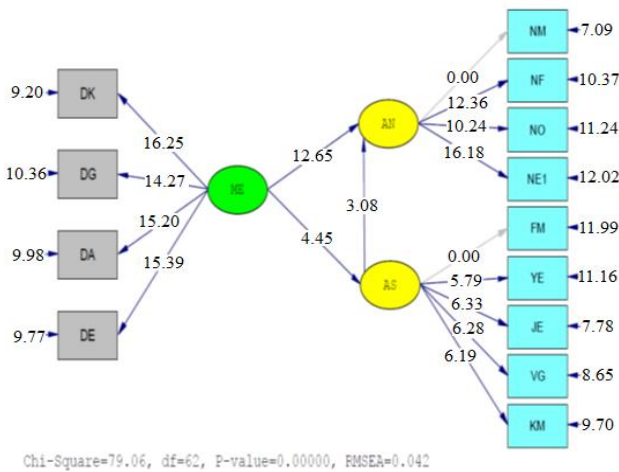 NM 7.09
0.00
9.20 DK NF 10.37
12.36
AN
16.25 10.24 NO 11.24
12.65
10.36 DG 14.27 16.18 NE1 12.02
ME
3.08
15.20 FM 11.99
4.45 0.00
9.98 DA 15.39 5.79 YE 11.16
AS
6.33 JE 7.78
9.77 DE 6.28
6.19 VG 8.65
KM 9.70
Chi-Square=79.06, df=62, P-value=0.00000, RMSEA=0.042